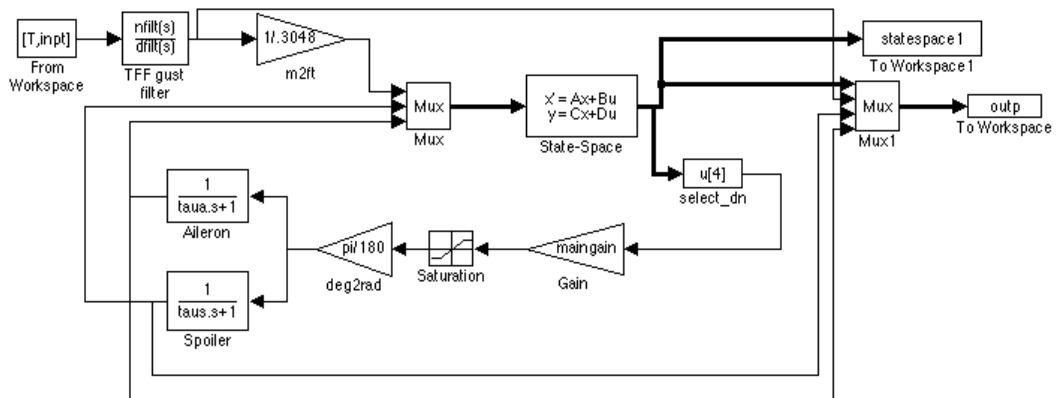 [T,inpt]
From
Workspace
nfilt(s)
dfilt(s)
TFF gust
filter
1/.3048
m2ft
Mux
Mux
x' = Ax+Bu
y = Cx+Du
State-Space
statespace1
To Workspace1
Mux
Mux1
outp
To Workspace
u[4]
select_dn
1
taua.s+1
Aileron
pi/180
deg2rad
Saturation
maingain
Gain
1
taus.s+1
Spoiler